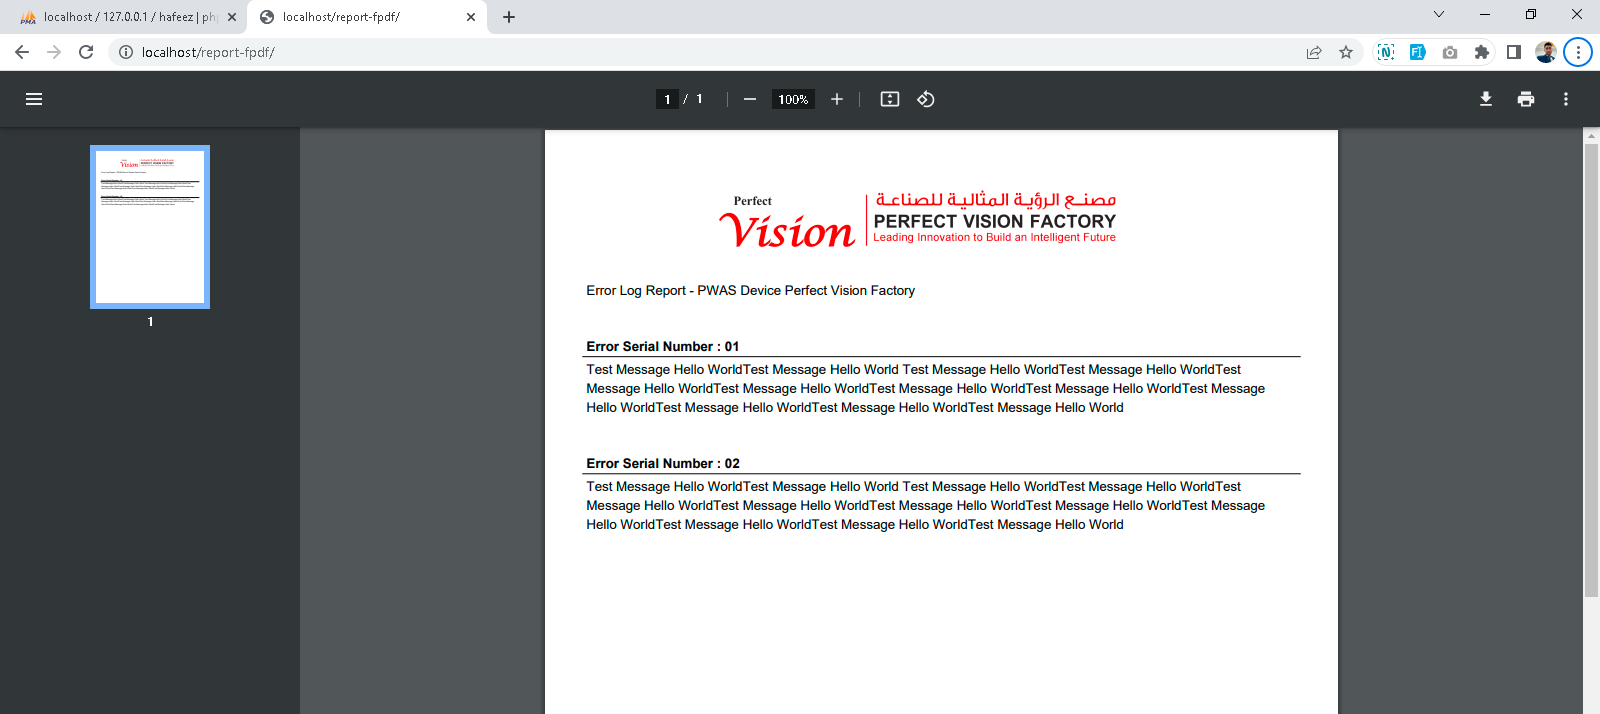 localhost / 127.0.0.1 / hafeez | ph
localhost/report-fpdf/
localhost/report-fpdf/
1 / 1
100%
1
Perfect
Vision
مصنع الرؤية المثالية للصناعة
PERFECT VISION FACTORY
Leading Innovation to Build an Intelligent Future
Error Log Report - PWAS Device Perfect Vision Factory
Error Serial Number : 01
Test Message Hello WorldTest Message Hello World Test Message Hello WorldTest Message Hello WorldTest
Message Hello WorldTest Message Hello WorldTest Message Hello WorldTest Message Hello WorldTest Message
Hello WorldTest Message Hello WorldTest Message Hello WorldTest Message Hello World
Error Serial Number : 02
Test Message Hello WorldTest Message Hello World Test Message Hello WorldTest Message Hello WorldTest
Message Hello WorldTest Message Hello WorldTest Message Hello WorldTest Message Hello WorldTest Message
Hello WorldTest Message Hello WorldTest Message Hello WorldTest Message Hello World